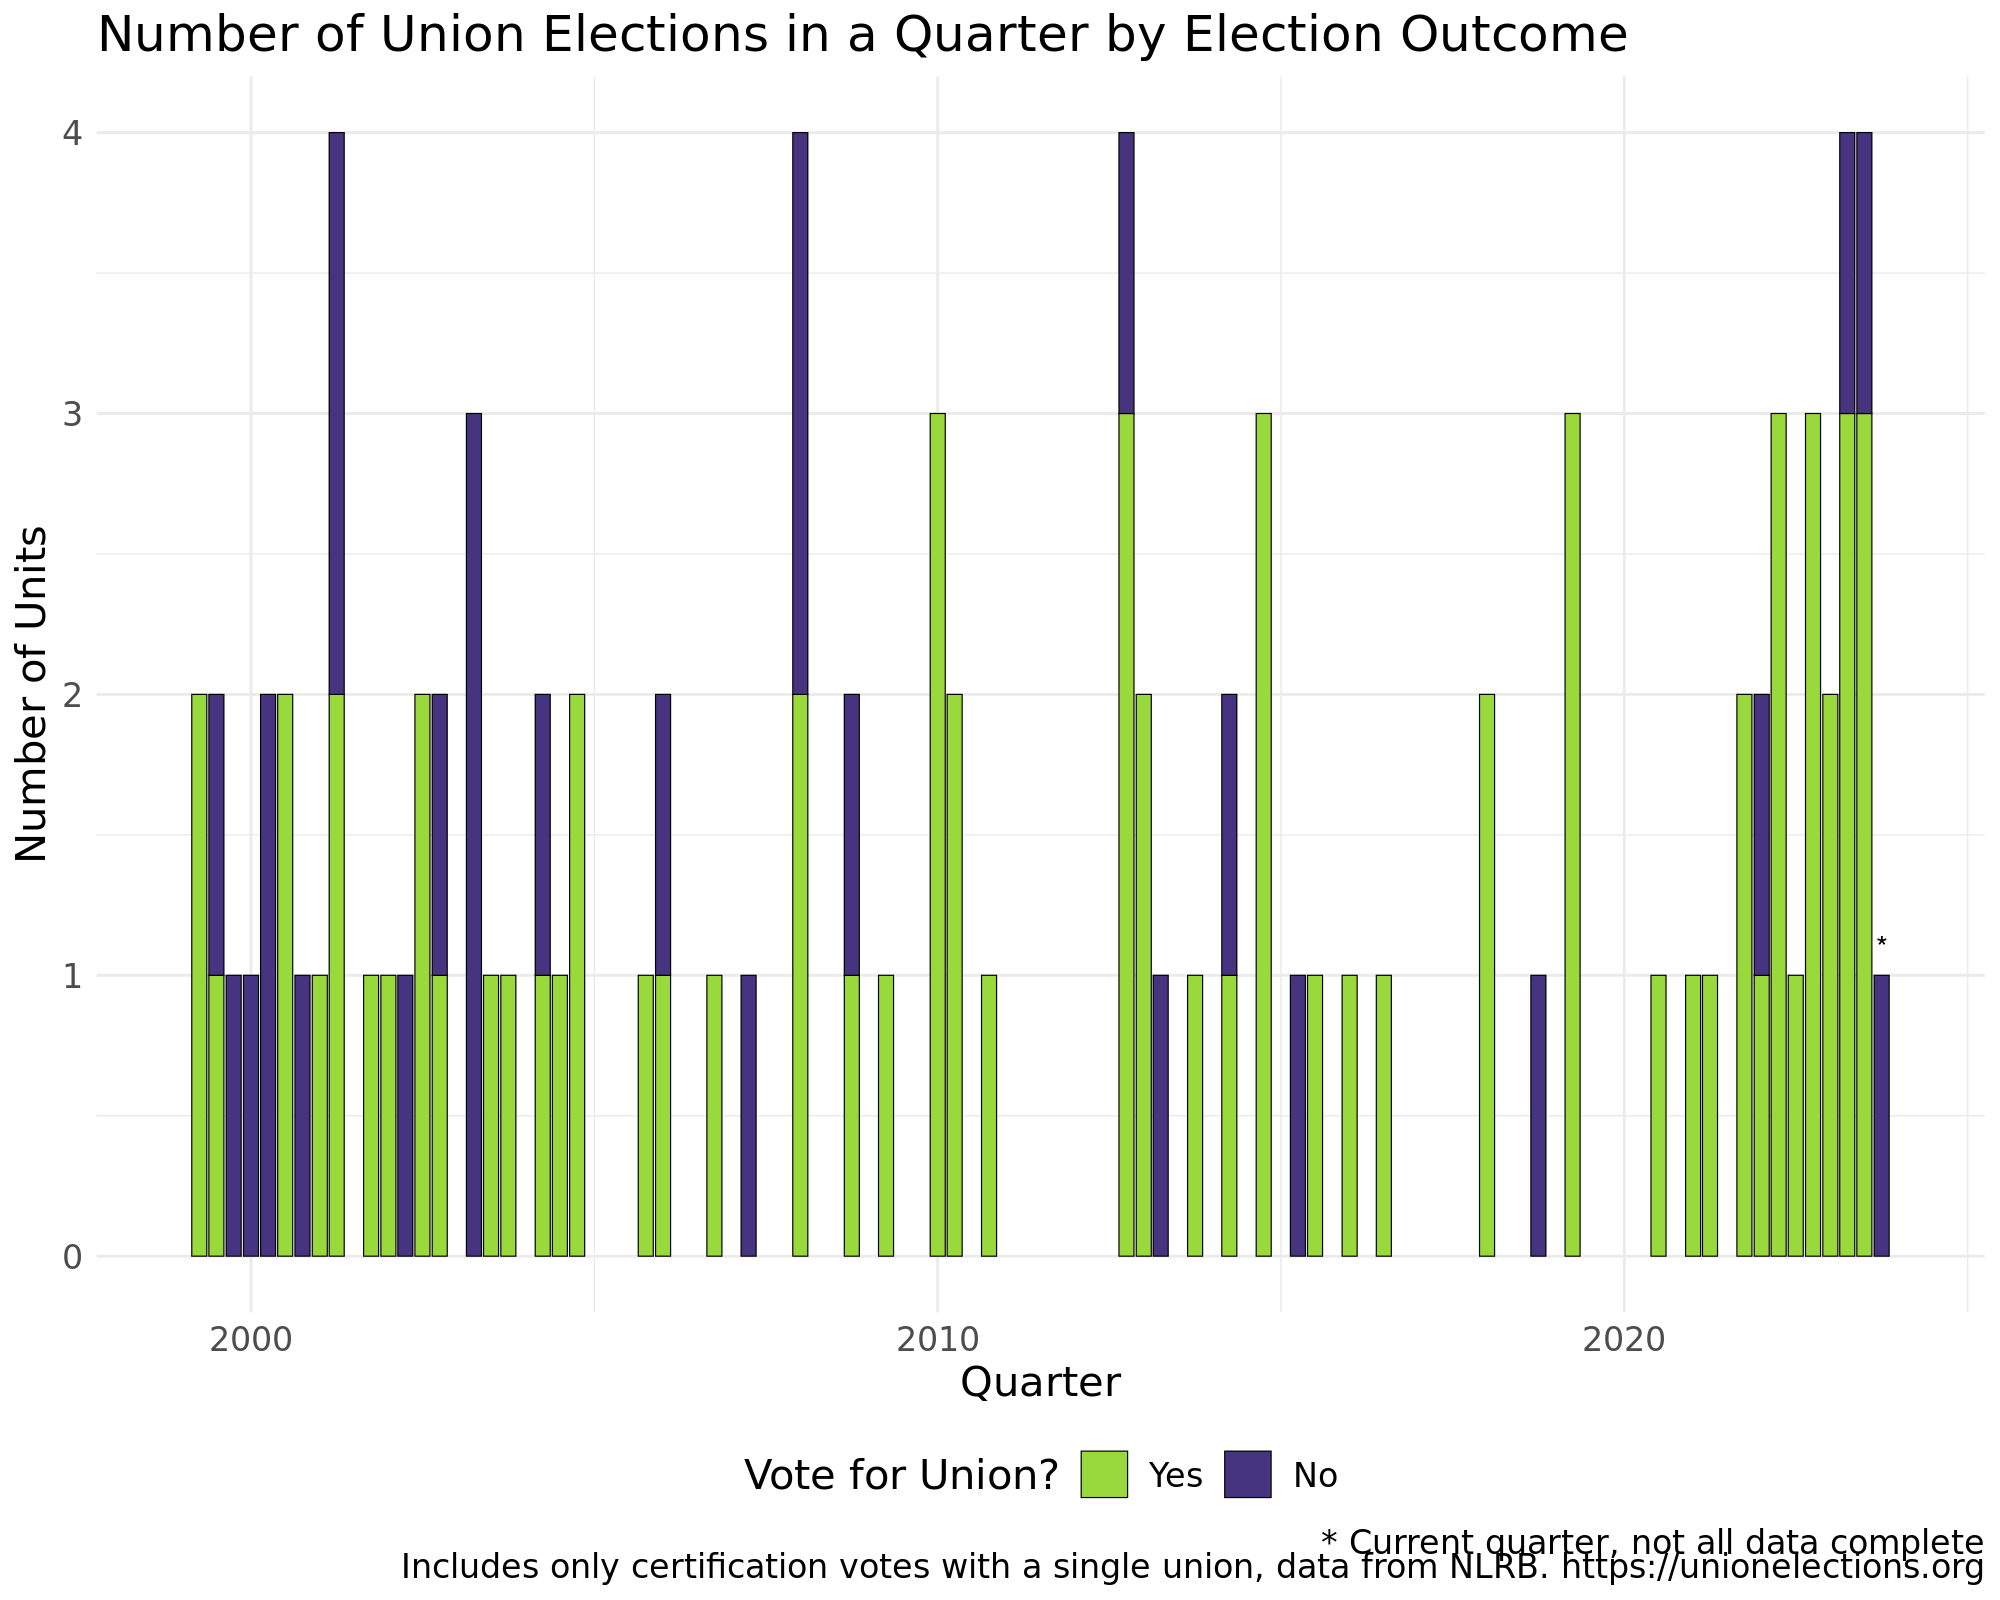 Number of Union Elections in a Quarter by Election Outcome
4
3
2
1
0
Number of Units
*
2000 2010 2020
Quarter
Vote for Union? Yes No
* Current quarter, not all data complete
Includes only certification votes with a single union, data from NLRB. https://unionelections.org